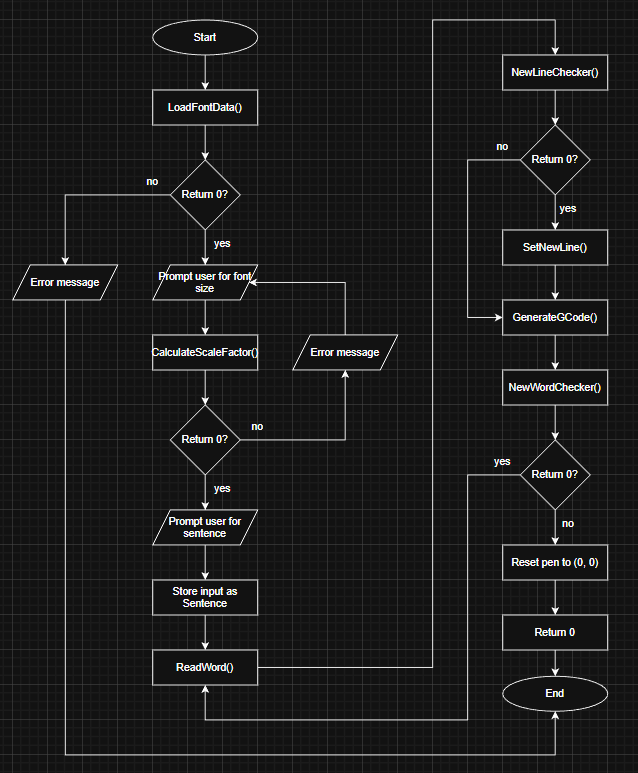 Start
LoadFontData()
Return 0?
no
yes
Error message
Prompt user for font
size
CalculateScaleFactor()
Error message
Return 0?
no
yes
Prompt user for
sentence
Store input as
Sentence
ReadWord()
NewLineChecker()
Return 0?
no
yes
SetNewLine()
GenerateGCode()
NewWordChecker()
Return 0?
yes
no
Reset pen to (0, 0)
Return 0
End